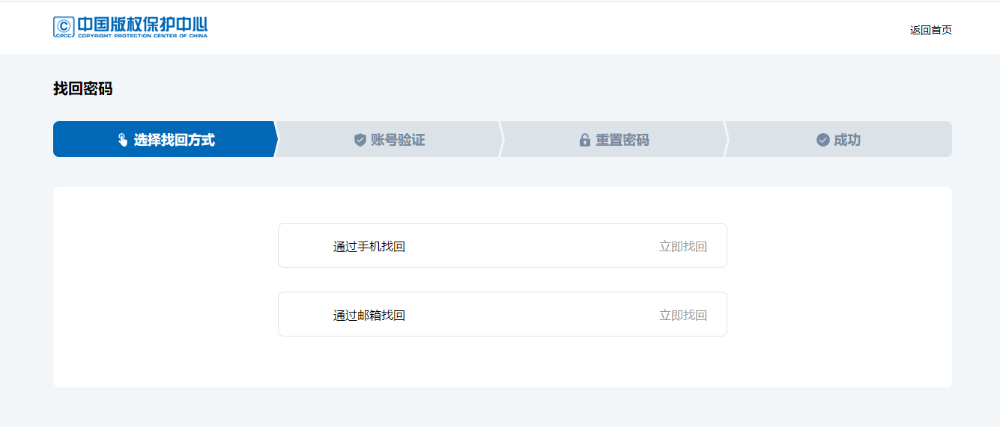 中国版权保护中心
CPCC COPYRIGHT PROTECTION CENTER OF CHINA
返回首页
找回密码
选择找回方式 账号验证 重置密码 成功
通过手机找回 立即找回
通过邮箱找回 立即找回